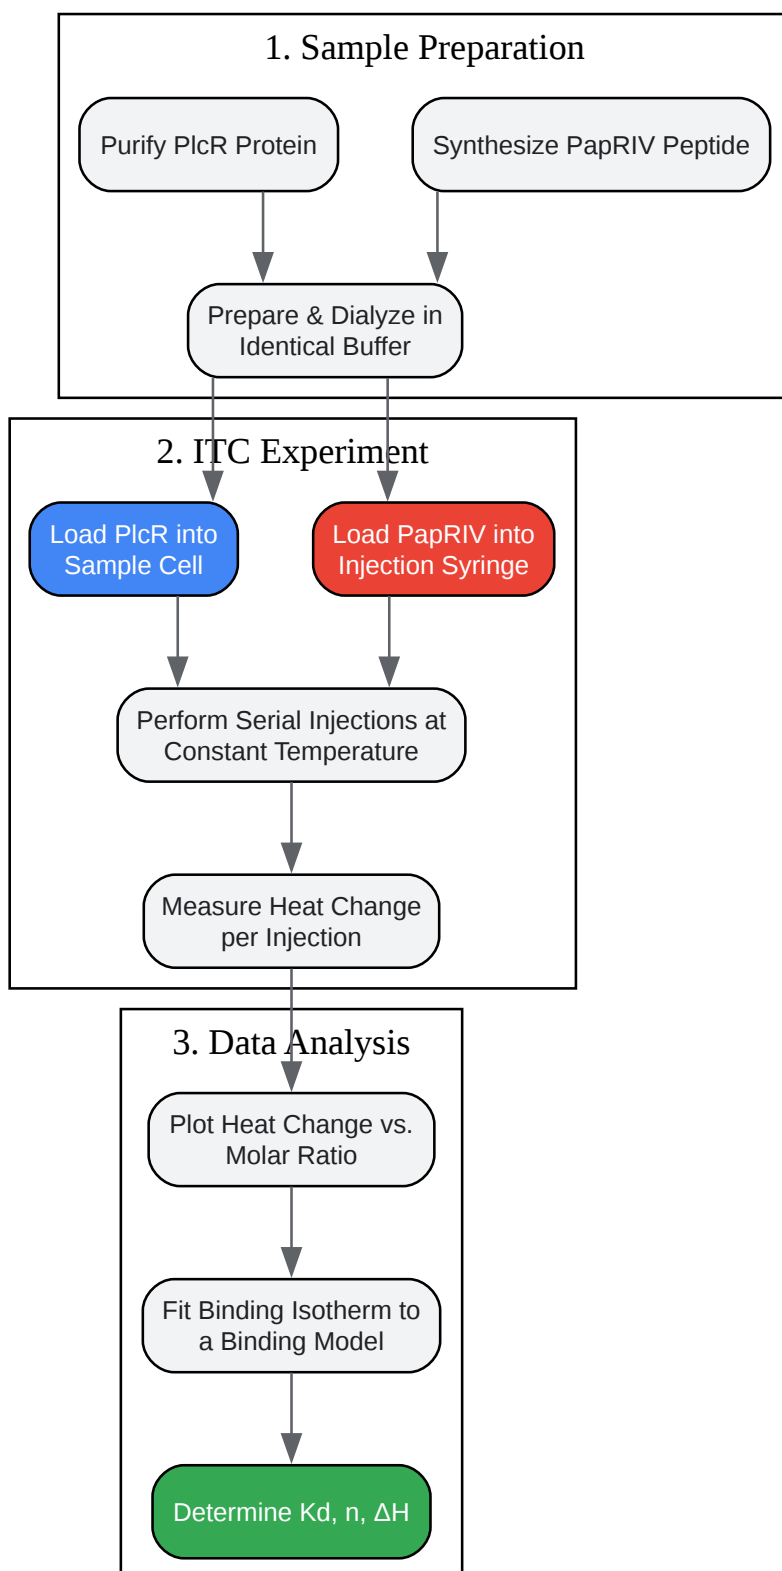 1. Sample Preparation
Purify PlcR Protein
Synthesize PapRIV Peptide
Prepare & Dialyze in
Identical Buffer
2. ITC Experiment
Load PlcR into
Sample Cell
Load PapRIV into
Injection Syringe
Perform Serial Injections at
Constant Temperature
Measure Heat Change
per Injection
3. Data Analysis
Plot Heat Change vs.
Molar Ratio
Fit Binding Isotherm to
a Binding Model
Determine Kd, n, ΔH